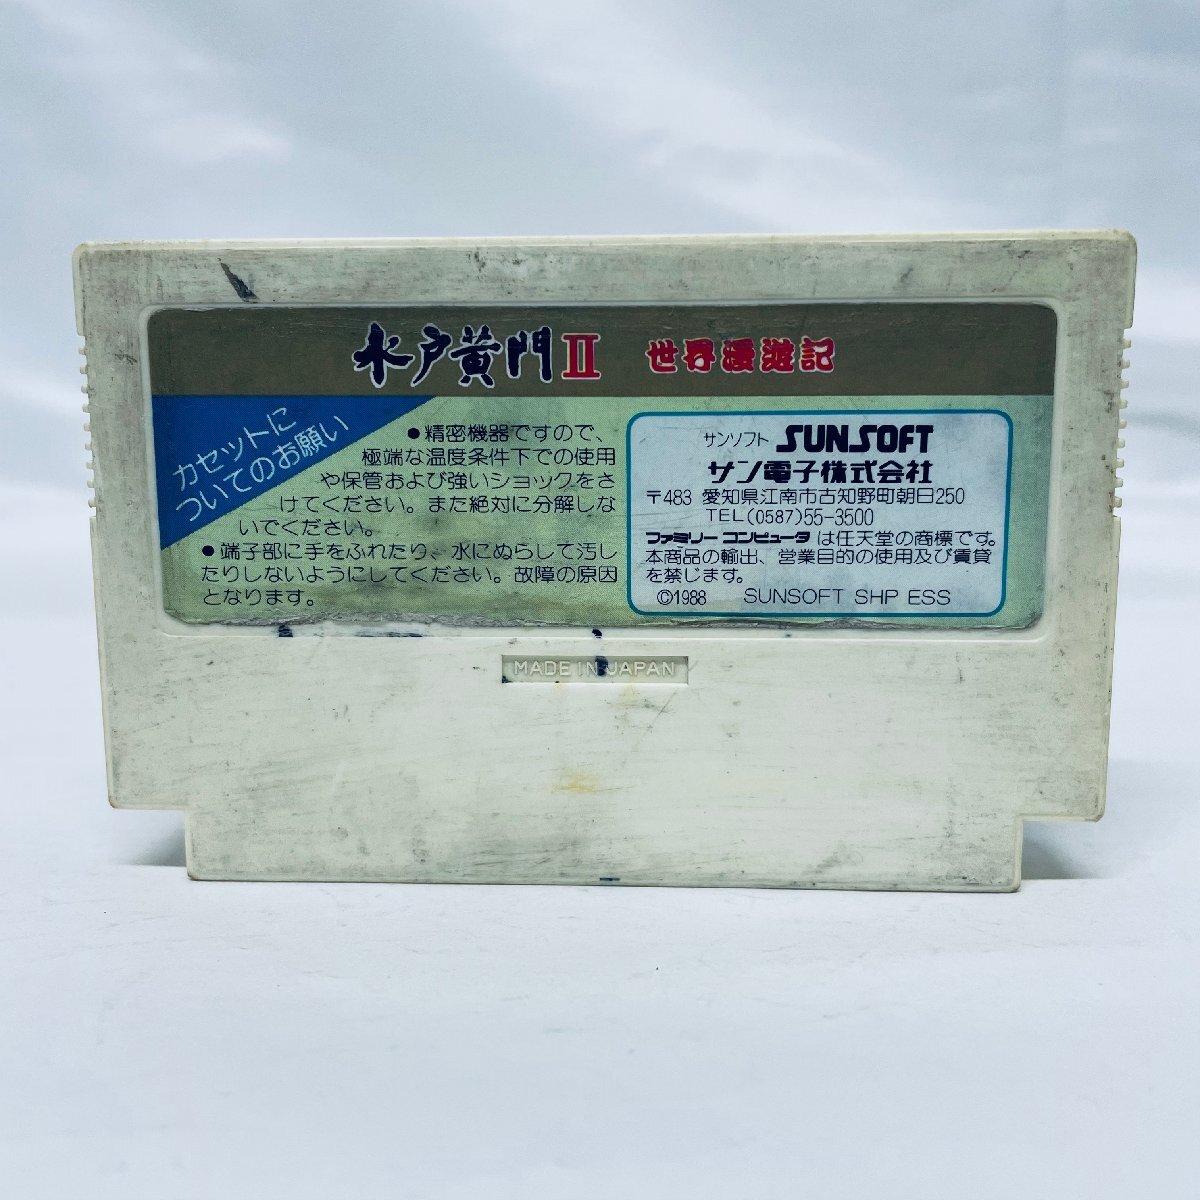 水戸黄門II 世界漫遊記
カセットに
ついてのお願い
●精密機器ですので、
極端な温度条件下での使用
や保管および強いショックをさ
けてください。また絶対に分解しな
いでください。
●端子部に手をふれたり、水にぬらして汚し
たりしないようにしてください。故障の原因
となります。
サンソフト SUNSOFT
サン電子株式会社
〒483 愛知県江南市古知野町朝日250
TEL(0587)55-3500
ファミリーコンピュータは任天堂の商標です。
本商品の輸出、営業目的の使用及び賃貸
を禁じます。
©1988 SUNSOFT SHP ESS
MADE IN JAPAN